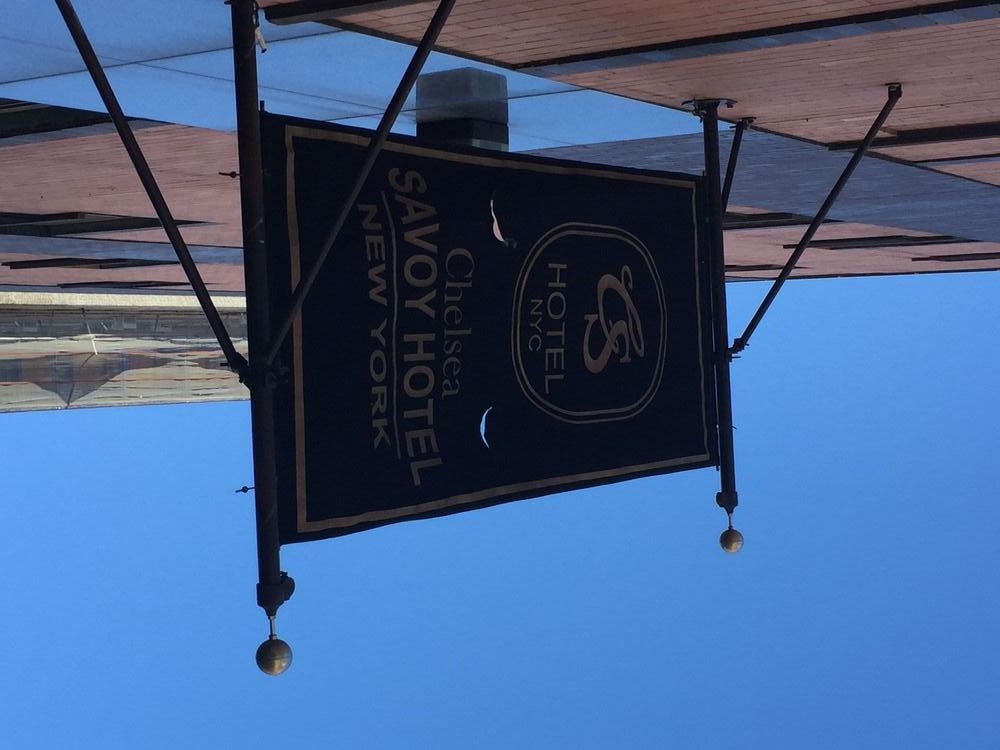 CS
HOTEL
NYC
Chelsea
SAVOY HOTEL
NEW YORK